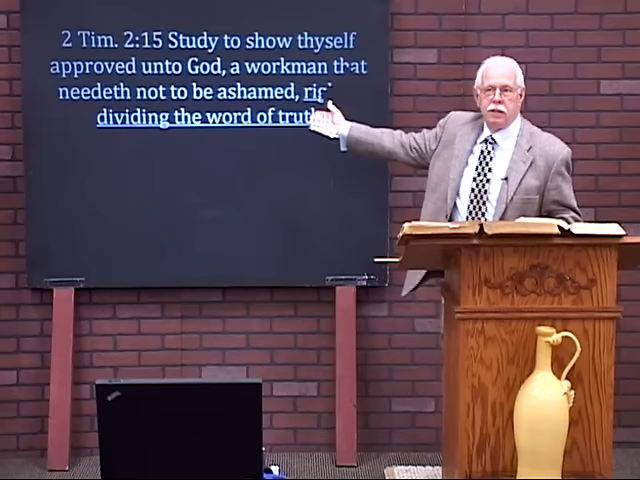 2 Tim. 2:15 Study to show thyself
approved unto God, a workman that
needeth not to be ashamed,
dividing the word of truth